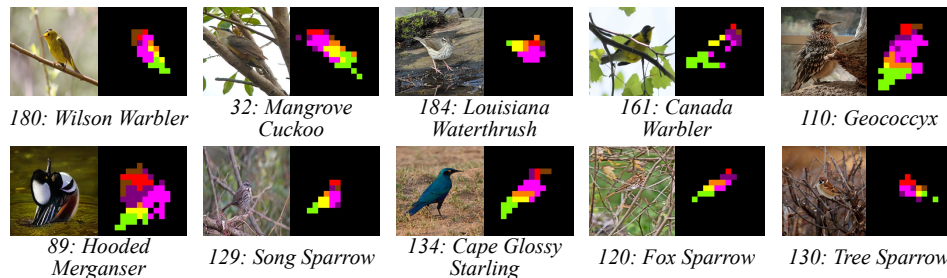 180: Wilson Warbler
32: Mangrove
Cuckoo
184: Louisiana
Waterthrush
161: Canada
Warbler
110: Geococcyx
89: Hooded
Merganser
129: Song Sparrow
134: Cape Glossy
Starling
120: Fox Sparrow
130: Tree Sparrow